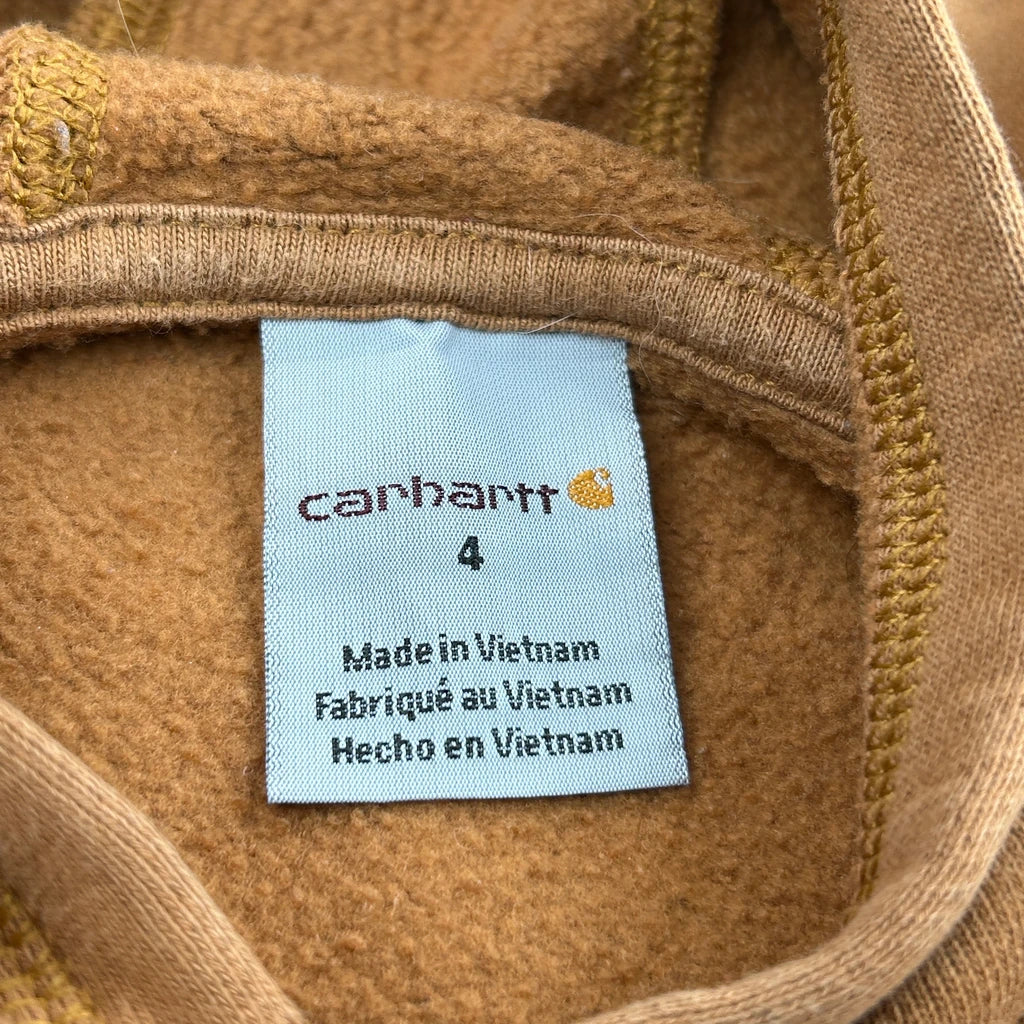 carhartt
4
Made in Vietnam
Fabriqué au Vietnam
Hecho en Vietnam